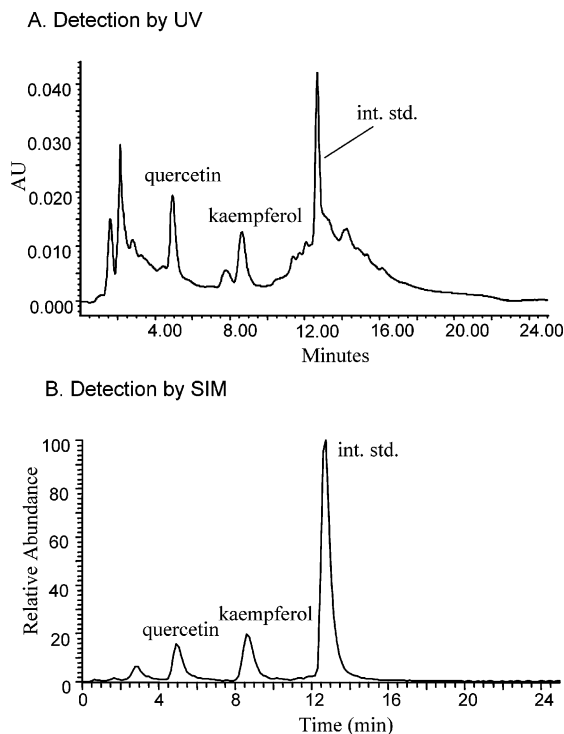 A. Detection by UV
AU
0.040
0.030
0.020
0.010
0.000
int. std.
quercetin
kaempferol
4.00 8.00 12.00 16.00 20.00 24.00
Minutes
B. Detection by SIM
Relative Abundance
100
80
60
40
20
0
int. std.
kaempferol
quercetin
0 4 8 12 16 20 24
Time (min)